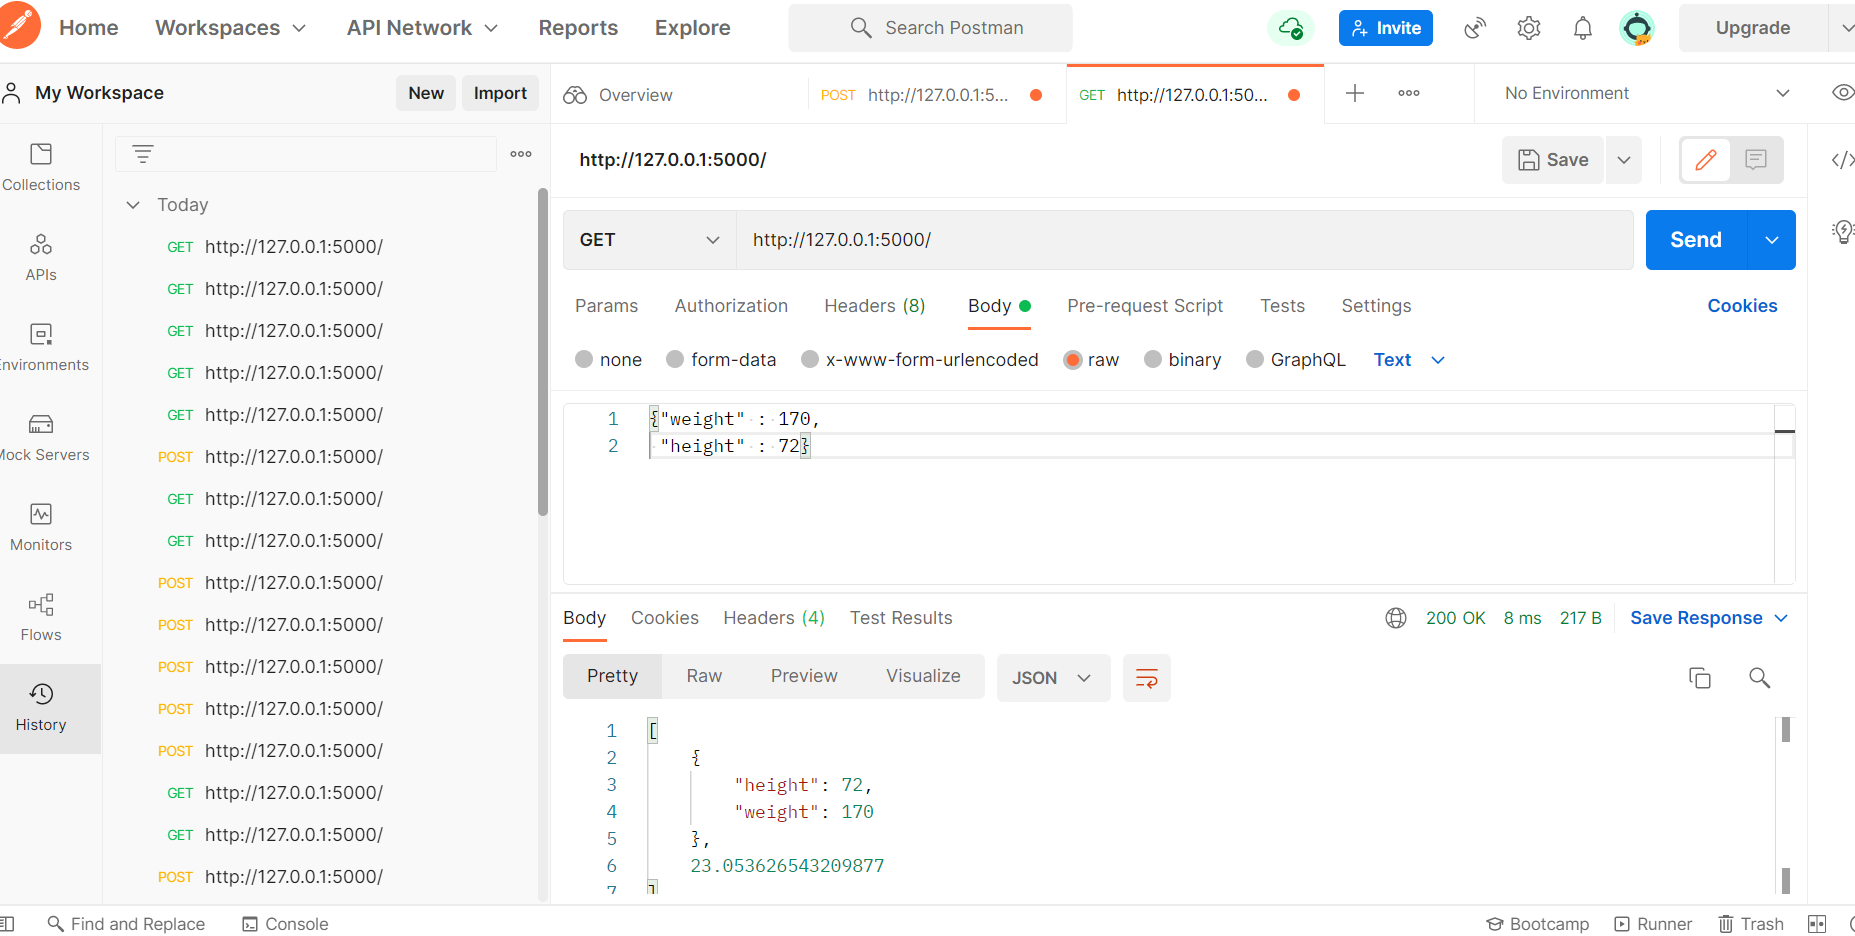 Home Workspaces API Network Reports Explore Search Postman Invite Upgrade
My Workspace New Import
Overview POST http://127.0.0.1:5... GET http://127.0.0.1:50... No Environment
Collections
APIs
Environments
Mock Servers
Monitors
Flows
History
Today
GET http://127.0.0.1:5000/
GET http://127.0.0.1:5000/
GET http://127.0.0.1:5000/
GET http://127.0.0.1:5000/
GET http://127.0.0.1:5000/
POST http://127.0.0.1:5000/
GET http://127.0.0.1:5000/
GET http://127.0.0.1:5000/
POST http://127.0.0.1:5000/
POST http://127.0.0.1:5000/
POST http://127.0.0.1:5000/
POST http://127.0.0.1:5000/
POST http://127.0.0.1:5000/
GET http://127.0.0.1:5000/
GET http://127.0.0.1:5000/
POST http://127.0.0.1:5000/
http://127.0.0.1:5000/ Save
GET http://127.0.0.1:5000/ Send
Params Authorization Headers (8) Body Pre-request Script Tests Settings Cookies
none form-data x-www-form-urlencoded raw binary GraphQL Text
1 {"weight" : 170,
2 "height" : 72}
Body Cookies Headers (4) Test Results 200 OK 8 ms 217 B Save Response
Pretty Raw Preview Visualize JSON
1 [
2 {
3 "height": 72,
4 "weight": 170
5 },
6 23.053626543209877
7 ]
Find and Replace Console Bootcamp Runner Trash